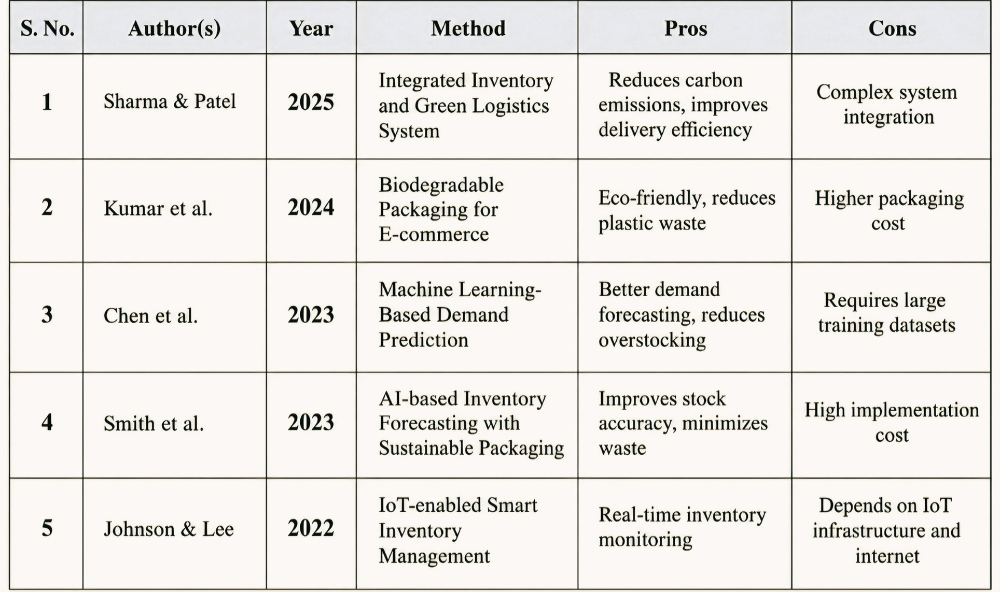 S. No. Author(s) Year Method Pros Cons
1
Sharma & Patel
2025
Integrated Inventory
and Green Logistics
System
Reduces carbon
emissions, improves
delivery efficiency
Complex system
integration
2
Kumar et al.
2024
Biodegradable
Packaging for
E-commerce
Eco-friendly, reduces
plastic waste
Higher packaging
cost
3
Chen et al.
2023
Machine Learning-
Based Demand
Prediction
Better demand
forecasting, reduces
overstocking
Requires large
training datasets
4
Smith et al.
2023
AI-based Inventory
Forecasting with
Sustainable Packaging
Improves stock
accuracy, minimizes
waste
High implementation
cost
5
Johnson & Lee
2022
IoT-enabled Smart
Inventory
Management
Real-time inventory
monitoring
Depends on IoT
infrastructure and
internet